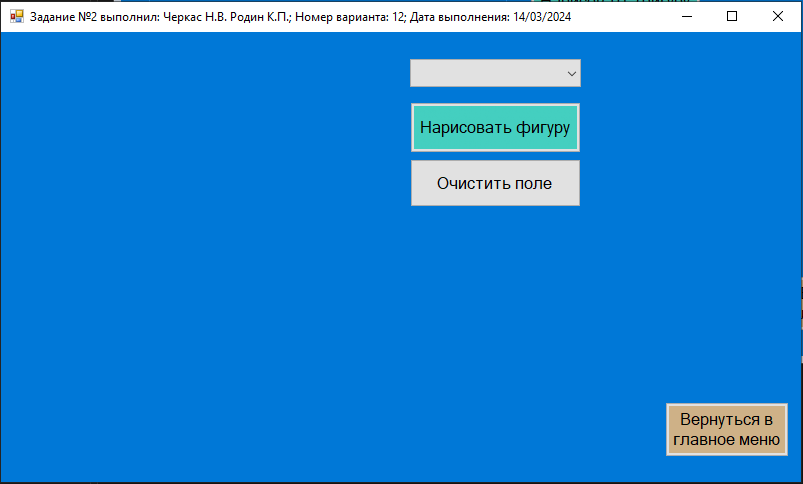 Задание №2 выполнил: Черкас Н.В. Родин К.П.; Номер варианта: 12; Дата выполнения: 14/03/2024
Нарисовать фигуру
Очистить поле
Вернуться в
главное меню